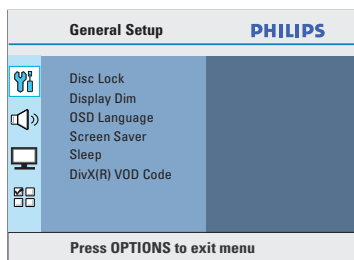 General Setup PHILIPS
Disc Lock
Display Dim
OSD Language
Screen Saver
Sleep
DivX(R) VOD Code
Press OPTIONS to exit menu